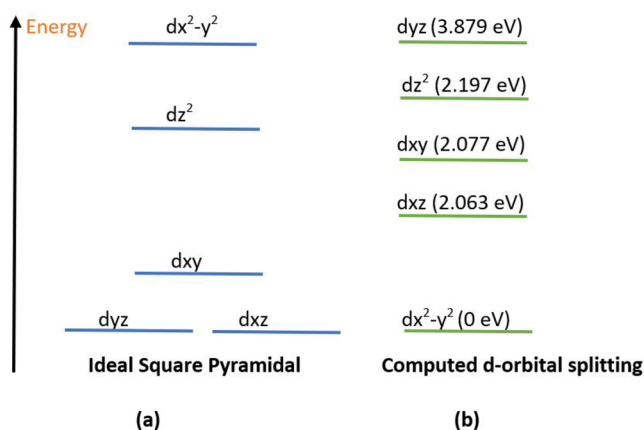 Energy
dx²-y²
dyz (3.879 eV)
dz² (2.197 eV)
dz²
dxy (2.077 eV)
dxz (2.063 eV)
dxy
dyz dxz
dx²-y² (0 eV)
Ideal Square Pyramidal
Computed d-orbital splitting
(a)
(b)